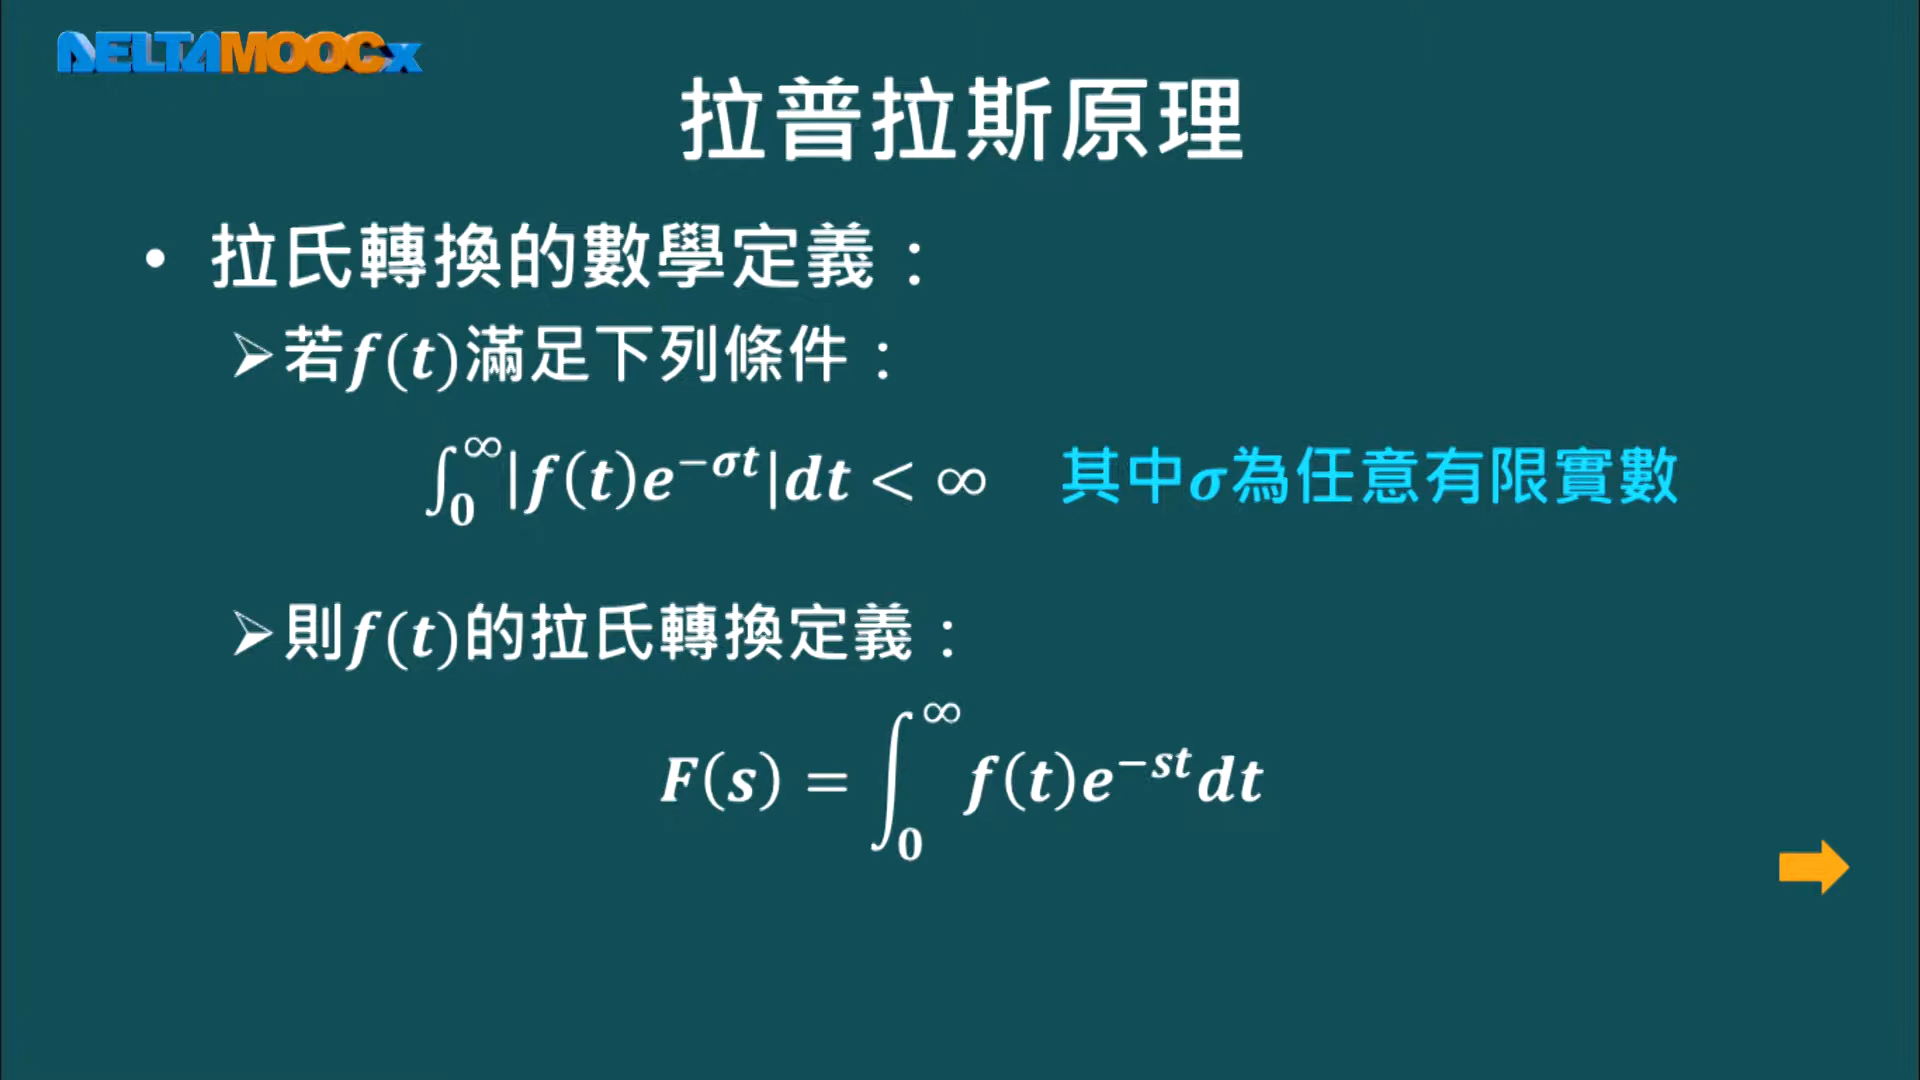 DELTAMOOCx
拉普拉斯原理
• 拉氏轉換的數學定義：
➢若f(t)滿足下列條件：
∫₀^∞|f(t)e^{−σt}|dt < ∞ 其中σ為任意有限實數
➢則f(t)的拉氏轉換定義：
F(s) = ∫₀^∞ f(t)e^{−st}dt